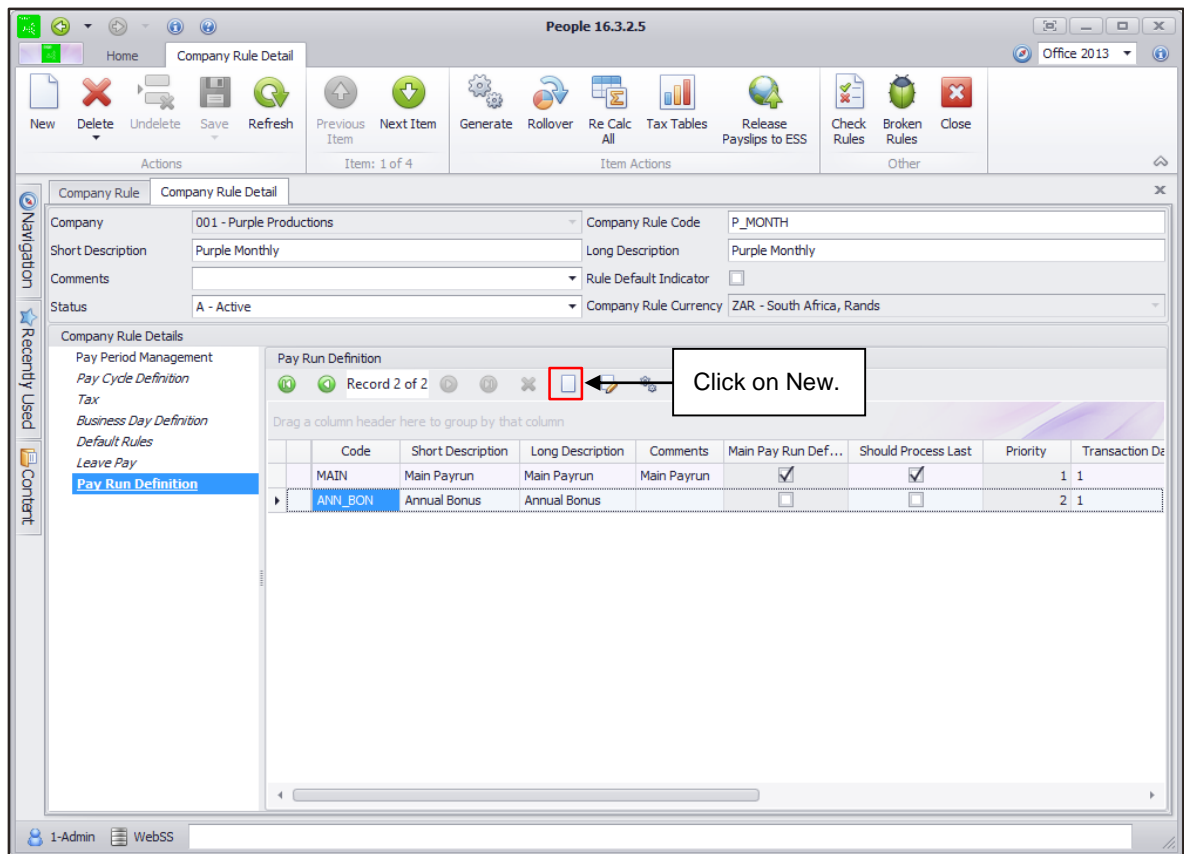 People 16.3.2.5
Home Company Rule Detail Office 2013
New Delete Undelete Save Refresh Previous Item Next Item Generate Rollover Re Calc All Tax Tables Release Payslips to ESS Check Rules Broken Rules Close
Actions Item: 1 of 4 Item Actions Other
Company Rule Company Rule Detail
Navigation
Recently Used
Content
Company 001 - Purple Productions Company Rule Code P_MONTH
Short Description Purple Monthly Long Description Purple Monthly
Comments Rule Default Indicator
Status A - Active Company Rule Currency ZAR - South Africa, Rands
Company Rule Details
Pay Period Management
Pay Cycle Definition
Tax
Business Day Definition
Default Rules
Leave Pay
Pay Run Definition
Pay Run Definition
Record 2 of 2
Click on New.
Drag a column header here to group by that column
Code Short Description Long Description Comments Main Pay Run Def... Should Process Last Priority Transaction Da
MAIN Main Payrun Main Payrun Main Payrun 1 1
ANN_BON Annual Bonus Annual Bonus 2 1
1-Admin WebSS